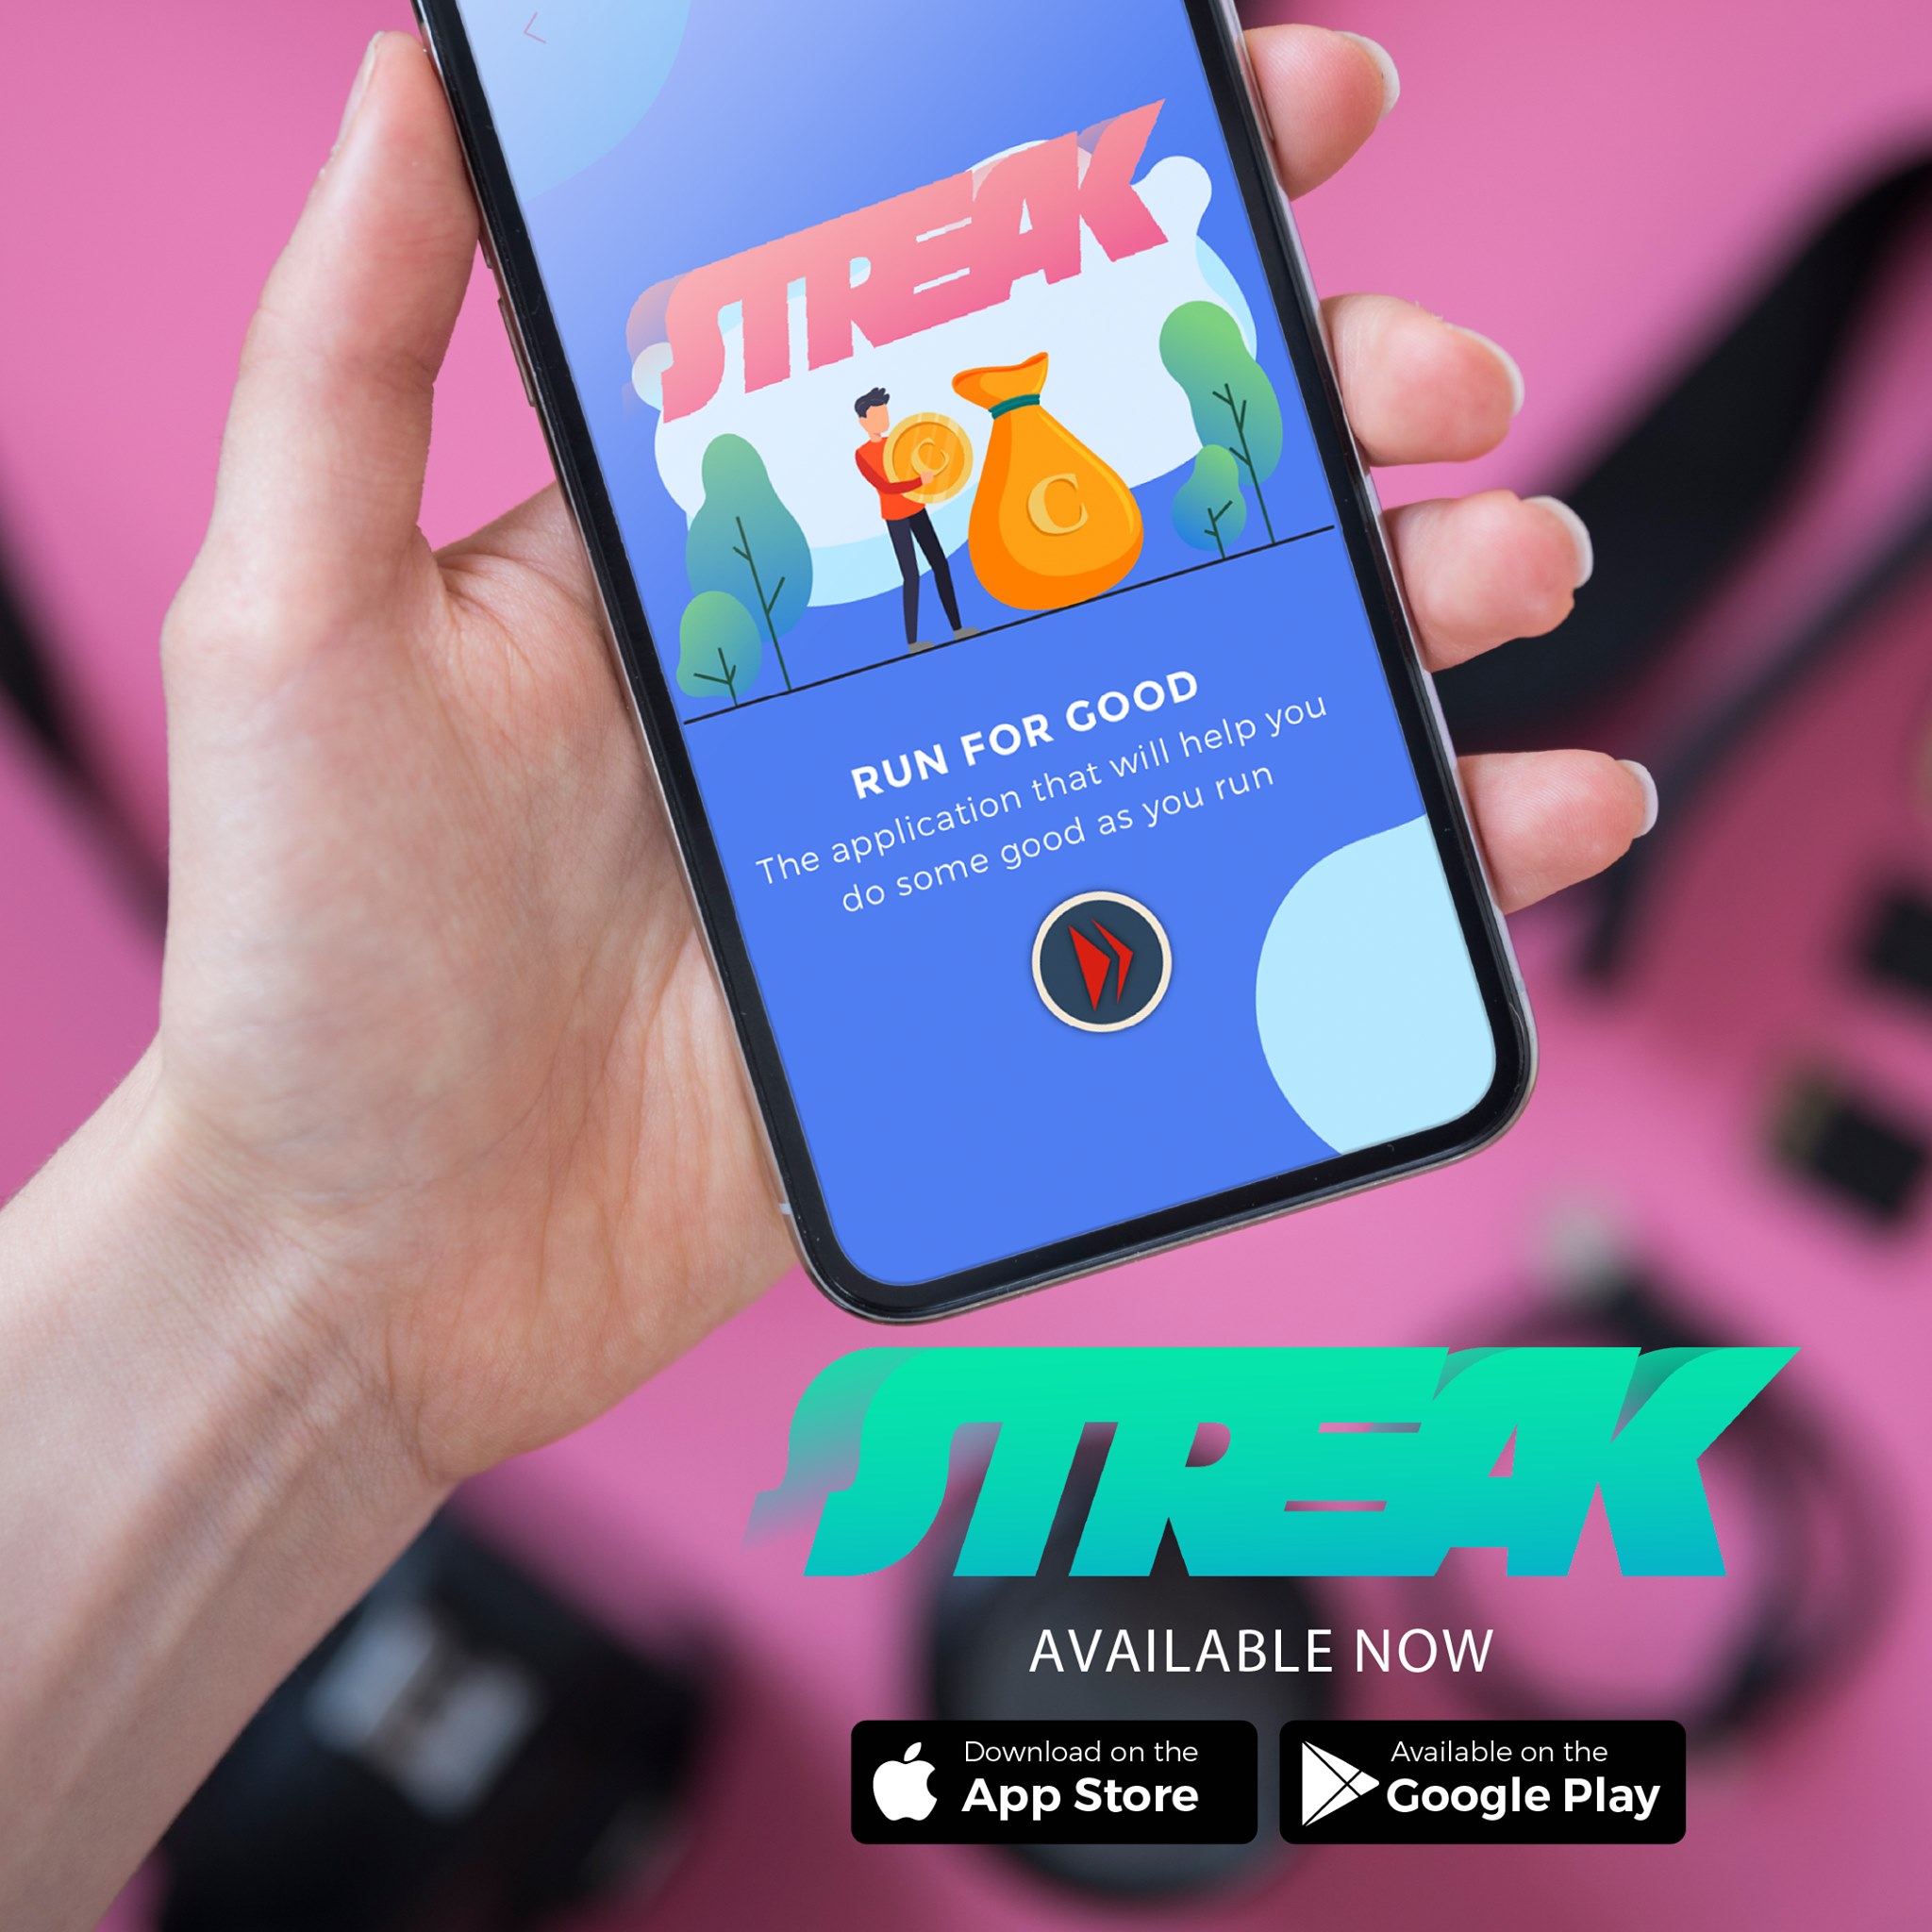 STREAK
C
C
RUN FOR GOOD
The application that will help you
do some good as you run
STREAK
AVAILABLE NOW
Download on the
App Store
Available on the
Google Play